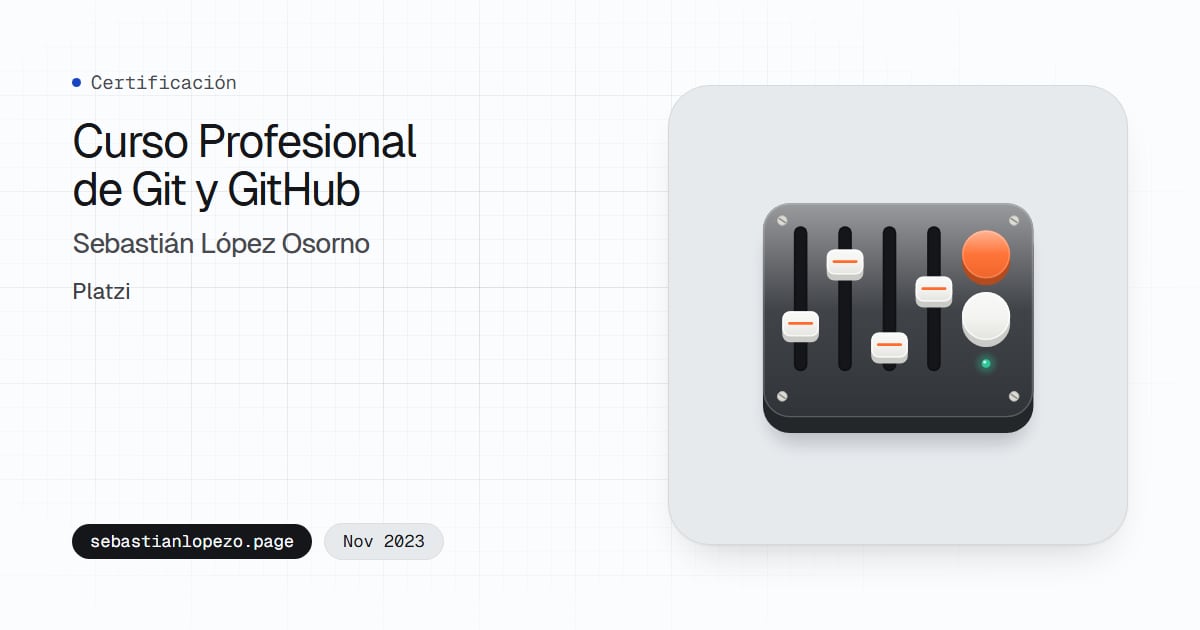 Certificación
Curso Profesional
de Git y GitHub
Sebastián López Osorno
Platzi
sebastianlopezo.page
Nov 2023